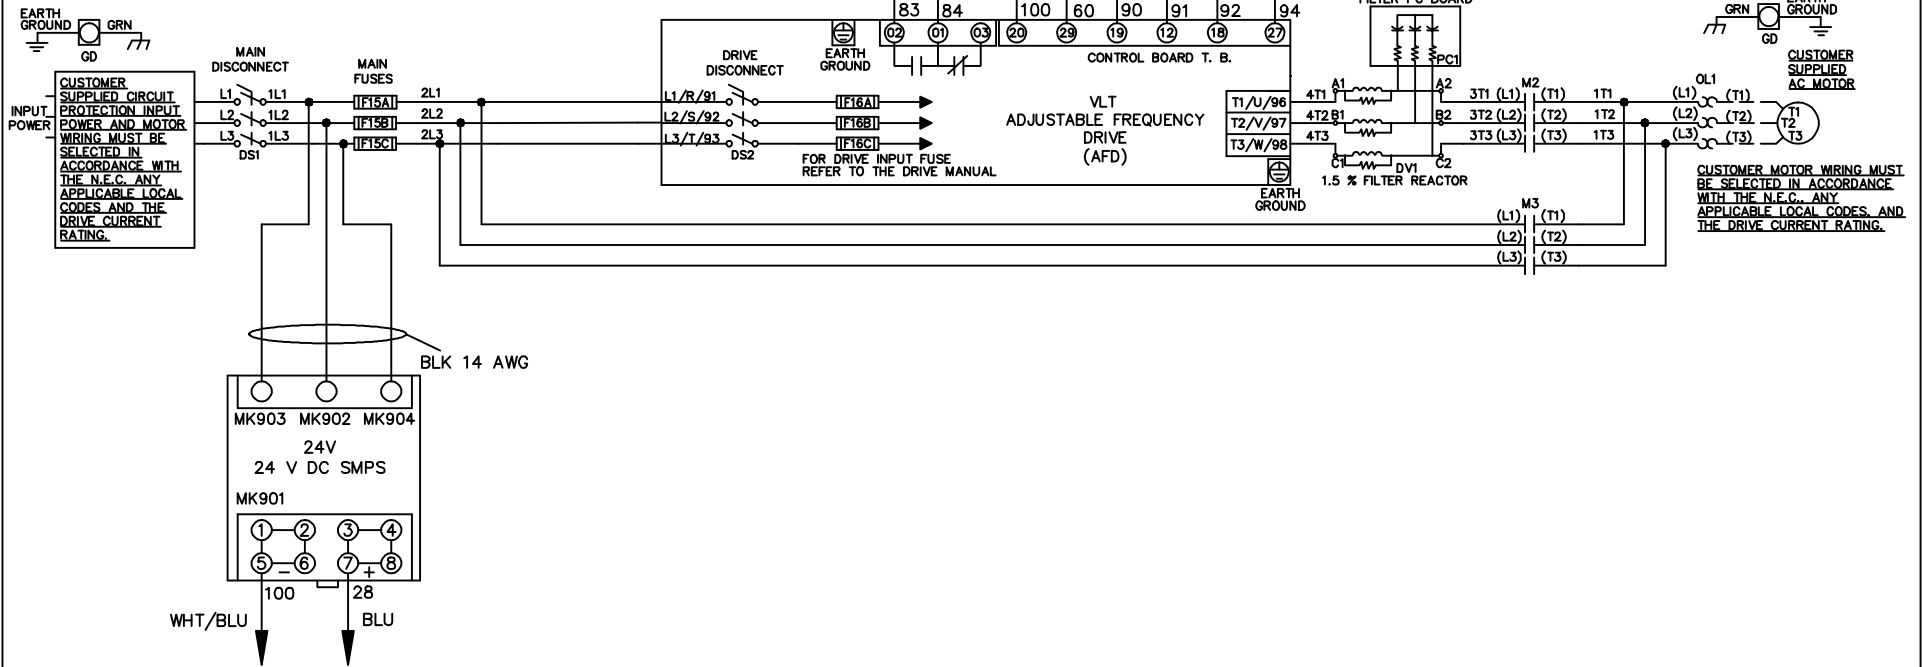 EARTH
GROUND
GRN
GD
83 84 100 60 90 91 92 94
02 01 03 20 29 19 12 18 27
EARTH
GROUND
CONTROL BOARD T. B.
FILTER PC BOARD
PC1
GRN
EARTH
GROUND
GD
CUSTOMER
SUPPLIED
AC MOTOR
INPUT
POWER
CUSTOMER
SUPPLIED CIRCUIT
PROTECTION INPUT
POWER AND MOTOR
WIRING MUST BE
SELECTED IN
ACCORDANCE WITH
THE N.E.C. ANY
APPLICABLE LOCAL
CODES AND THE
DRIVE CURRENT
RATING.
MAIN
DISCONNECT
L1 1L1
L2 1L2
L3 1L3
DS1
MAIN
FUSES
F15A
F15B
F15C
2L1
2L2
2L3
DRIVE
DISCONNECT
L1/R/91
L2/S/92
L3/T/93
DS2
F16A
F16B
F16C
FOR DRIVE INPUT FUSE
REFER TO THE DRIVE MANUAL
VLT
ADJUSTABLE FREQUENCY
DRIVE
(AFD)
T1/U/96
T2/V/97
T3/W/98
EARTH
GROUND
4T1 A1 A2
4T2 B1 B2
4T3
C1 C2
DV1
1.5 % FILTER REACTOR
M2
3T1 (L1) (T1) 1T1
3T2 (L2) (T2) 1T2
3T3 (L3) (T3) 1T3
OL1
(L1) (T1)
(L2) (T2)
(L3) (T3)
T1
T2
T3
CUSTOMER MOTOR WIRING MUST
BE SELECTED IN ACCORDANCE
WITH THE N.E.C., ANY
APPLICABLE LOCAL CODES, AND
THE DRIVE CURRENT RATING.
M3
(L1) (T1)
(L2) (T2)
(L3) (T3)
BLK 14 AWG
MK903 MK902 MK904
24V
24 V DC SMPS
MK901
1 2 3 4
5 - 6 7 + 8
100 28
WHT/BLU BLU